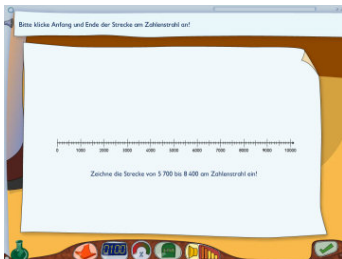 Bitte klicke Anfang und Ende der Strecke am Zahlenstrahl an!
0 1000 2000 3000 4000 5000 6000 7000 8000 9000 10000
Zeichne die Strecke von 5 700 bis 8 400 am Zahlenstrahl ein!